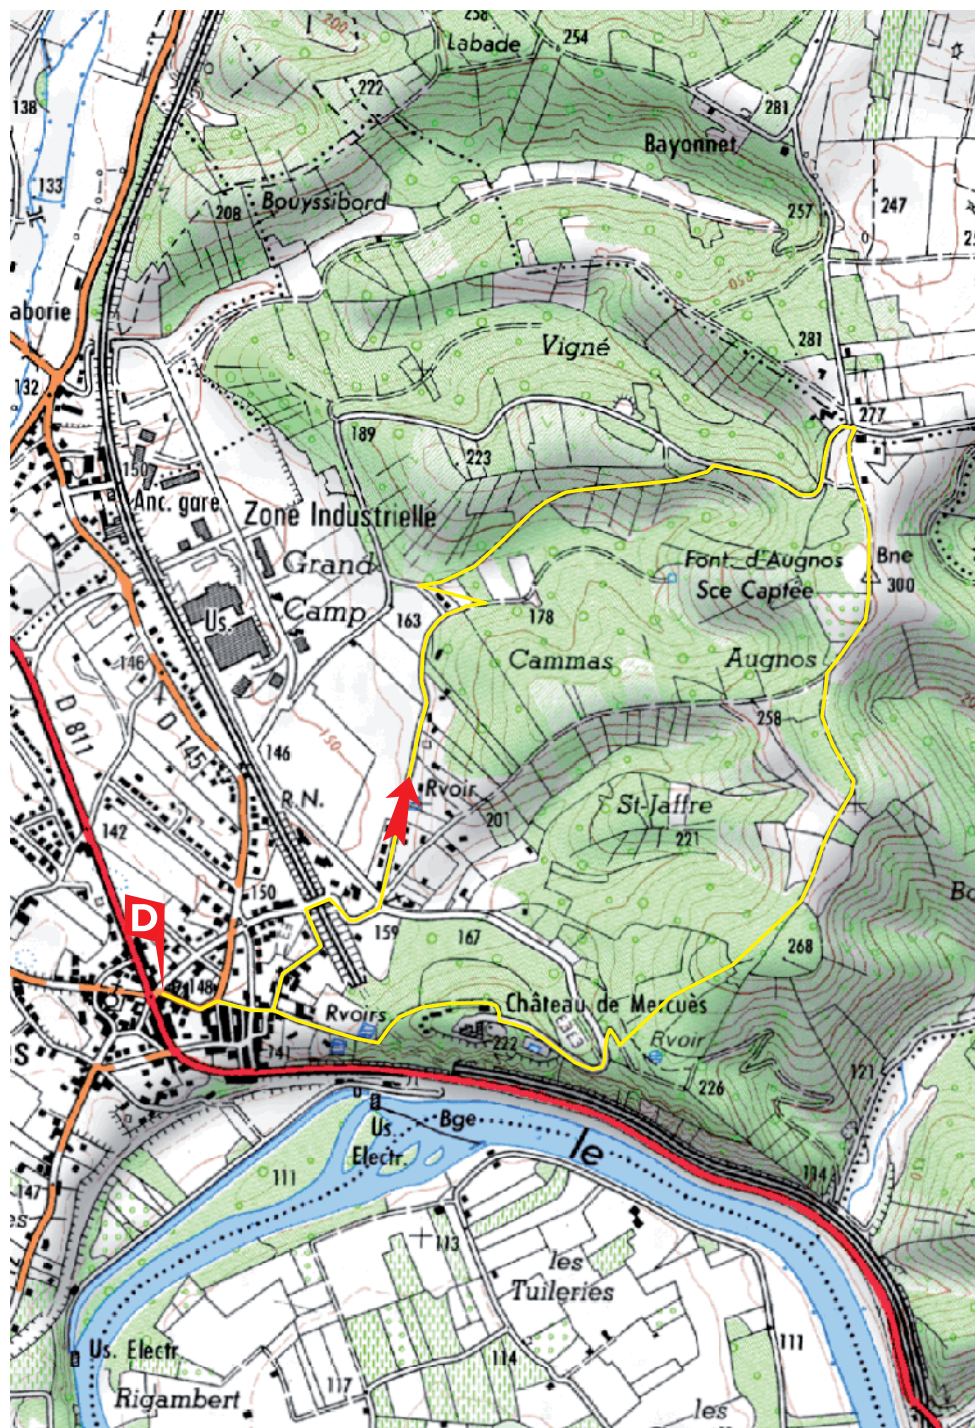 258
200
Labade
254
222
138
281
Bayonnet
133
Bouyssibord
208
257
247
aborie
Vigné
281
132
277
189
223
150
Anc. gare
Zone Industrielle
Grand
Camp
Us.
Font. d'Augnos
Sce Captée
Bne
300
163
178
146
Cammas
Augnos
D 811
D 145
258
146
150
R.N.
Rvoir
201
St-Jaffre
221
142
150
D
159
167
268
148
Rvoirs
Château de Mercuès
313
222
Rvoir
141
226
121
Bge
Us.
Electr.
le
111
114
147
113
les
Tuileries
Us. Electr.
114
111
117
Rigambert
les